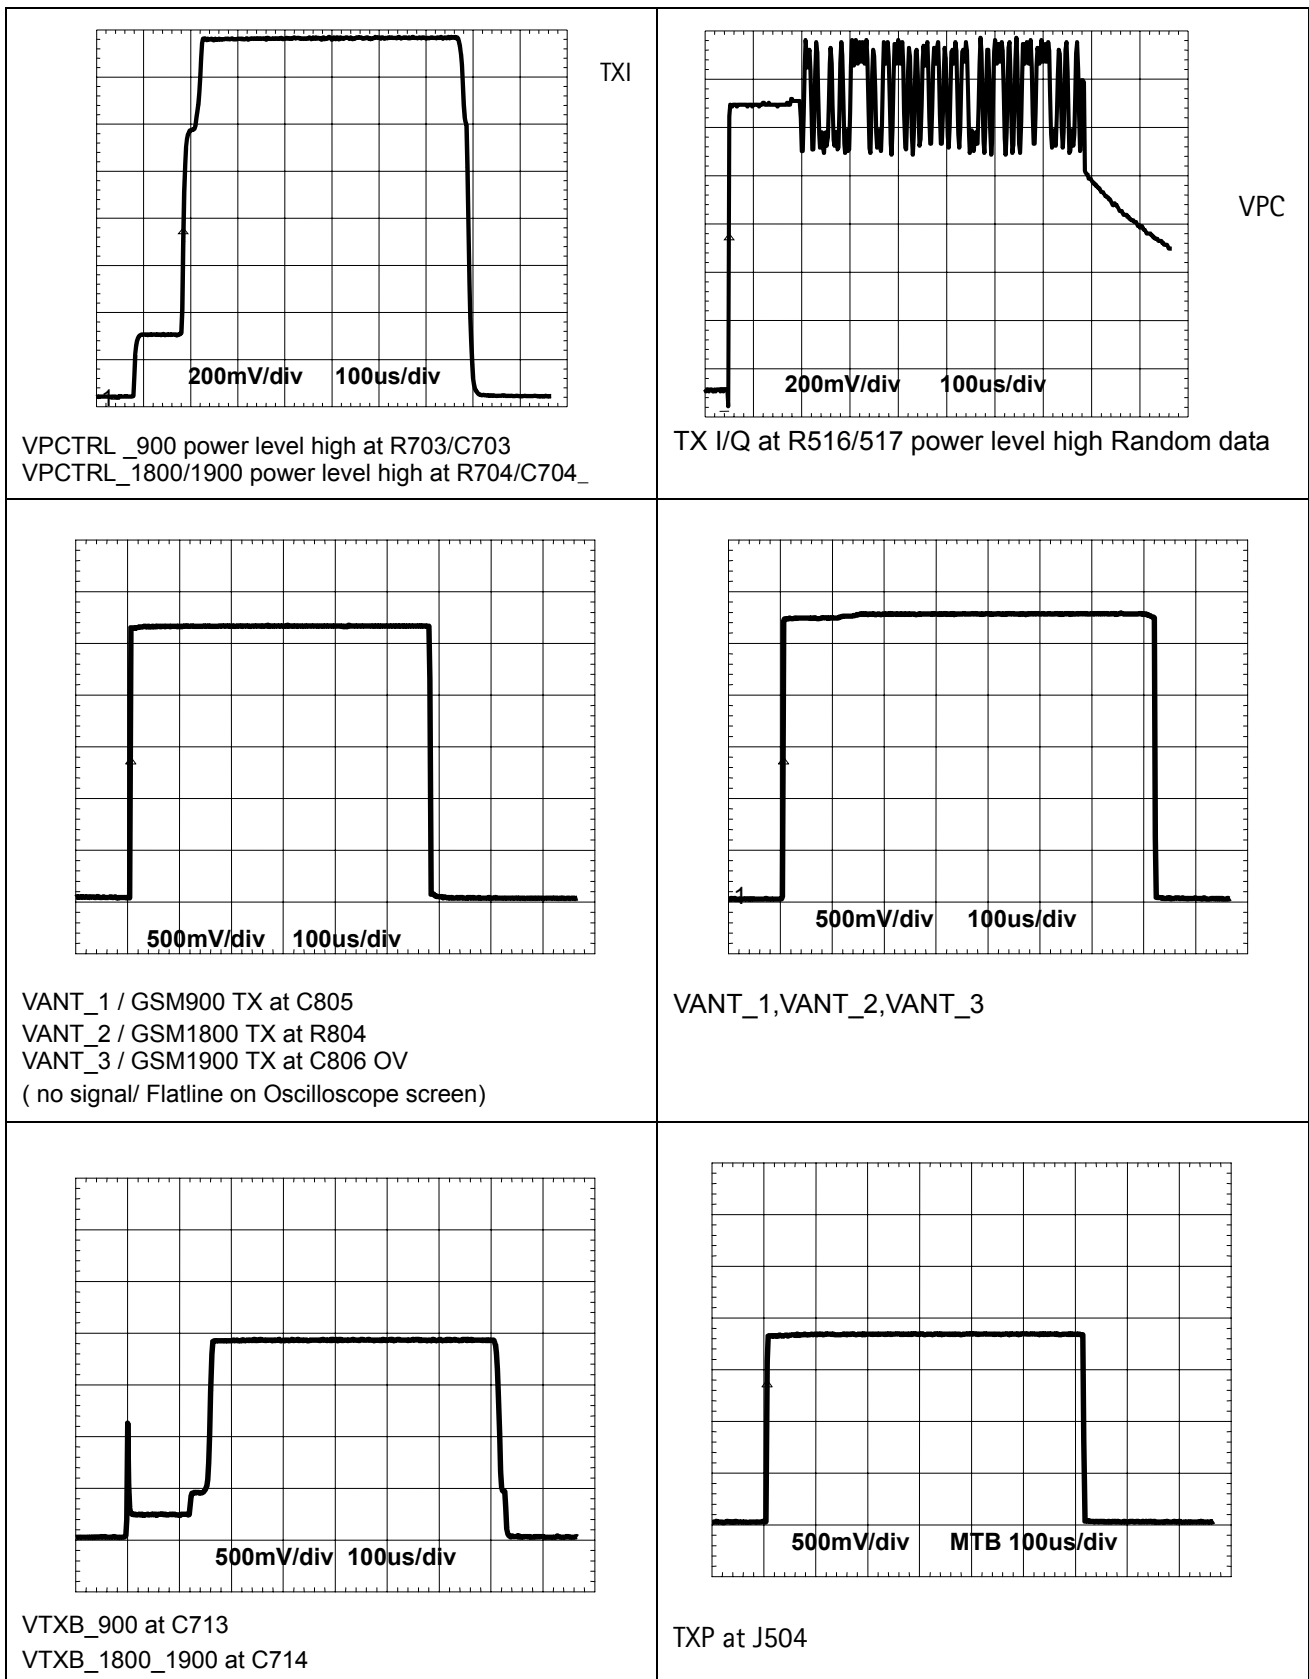 TXI
1
200mV/div 100us/div
VPCTRL _900 power level high at R703/C703
VPCTRL_1800/1900 power level high at R704/C704_
VPC
200mV/div 100us/div
TX I/Q at R516/517 power level high Random data
500mV/div 100us/div
VANT_1 / GSM900 TX at C805
VANT_2 / GSM1800 TX at R804
VANT_3 / GSM1900 TX at C806 OV
( no signal/ Flatline on Oscilloscope screen)
1
500mV/div 100us/div
VANT_1,VANT_2,VANT_3
500mV/div 100us/div
VTXB_900 at C713
VTXB_1800_1900 at C714
500mV/div MTB 100us/div
TXP at J504